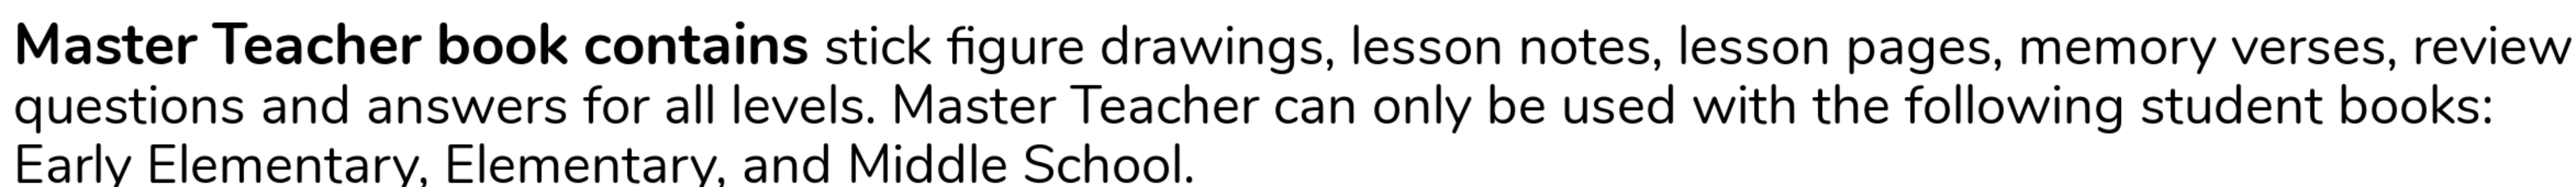 Master Teacher book contains stick figure drawings, lesson notes, lesson pages, memory verses, review
questions and answers for all levels. Master Teacher can only be used with the following student books:
Early Elementary, Elementary, and Middle School.